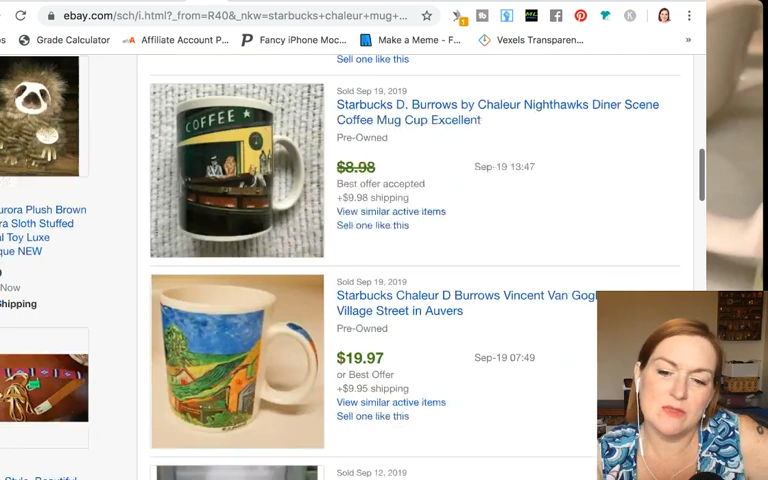 ebay.com/sch/i.html?_from=R40&_nkw=starbucks+chaleur+mug+...
Grade Calculator
Affiliate Account P...
Fancy iPhone Moc...
Make a Meme - F...
Vexels Transparen...
»
Sell one like this
Sold Sep 19, 2019
Starbucks D. Burrows by Chaleur Nighthawks Diner Scene
Coffee Mug Cup Excellent
Pre-Owned
$8.98
Sep-19 13:47
Best offer accepted
+$9.98 shipping
View similar active items
Sell one like this
COFFEE
urora Plush Brown
ra Sloth Stuffed
l Toy Luxe
que NEW
Now
Shipping
Sold Sep 19, 2019
Starbucks Chaleur D Burrows Vincent Van Gog
Village Street in Auvers
Pre-Owned
$19.97
Sep-19 07:49
or Best Offer
+$9.95 shipping
View similar active items
Sell one like this
Sold Sep 12, 2019